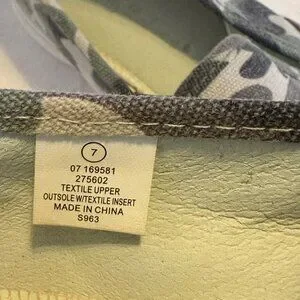 7
07 169581
275602
TEXTILE UPPER
OUTSOLE W/TEXTILE INSERT
MADE IN CHINA
S963